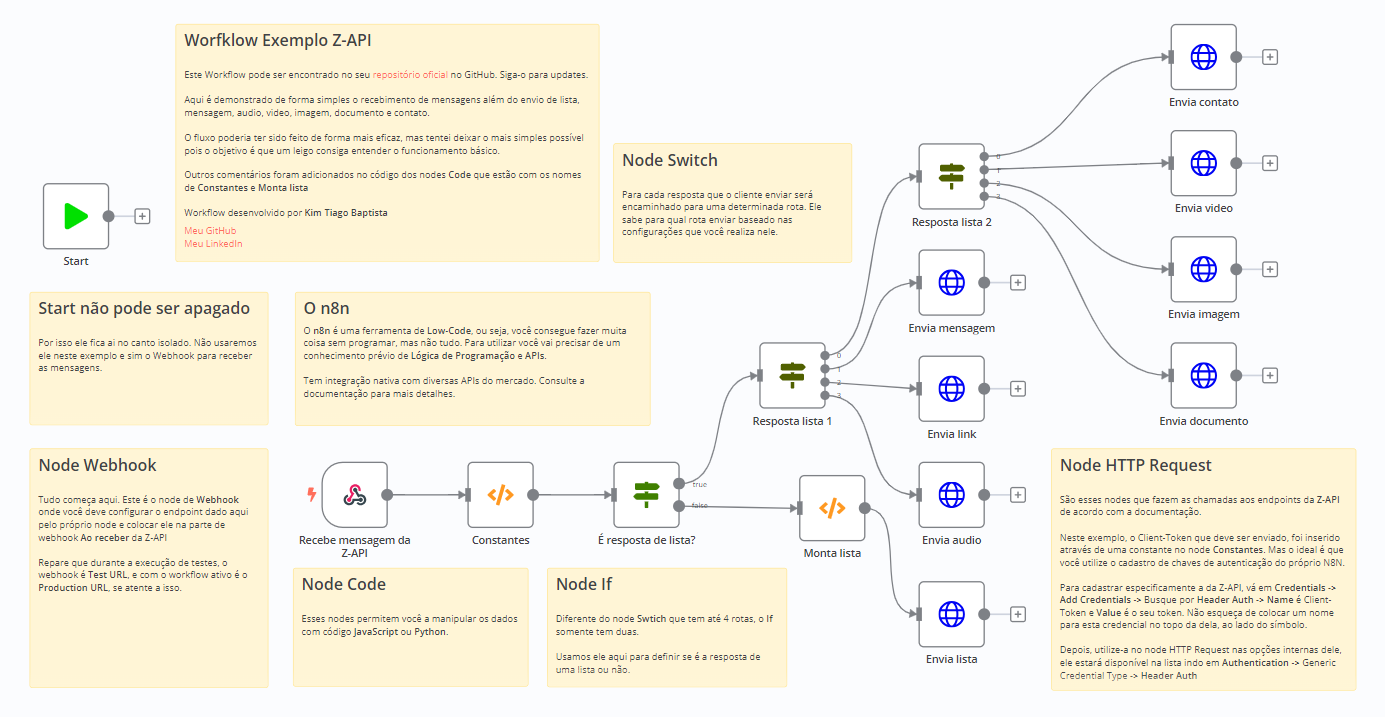 Worfklow Exemplo Z-API
Este Workflow pode ser encontrado no seu repositório oficial no GitHub. Siga-o para updates.
Aqui é demonstrado de forma simples o recebimento de mensagens além do envio de lista,
mensagem, audio, video, imagem, documento e contato.
O fluxo poderia ter sido feito de forma mais eficaz, mas tentei deixar o mais simples possível
pois o objetivo é que um leigo consiga entender o funcionamento básico.
Outros comentários foram adicionados no código dos nodes Code que estão com os nomes
de Constantes e Monta lista
Workflow desenvolvido por Kim Tiago Baptista
Meu GitHub
Meu LinkedIn
Start
Node Switch
Para cada resposta que o cliente enviar será
encaminhado para uma determinada rota. Ele
sabe para qual rota enviar baseado nas
configurações que você realiza nele.
Envia contato
Envia video
Envia imagem
Envia documento
0
1
2
3
Resposta lista 2
Envia mensagem
Envia link
Envia audio
Envia lista
Start não pode ser apagado
Por isso ele fica ai no canto isolado. Não usaremos
ele neste exemplo e sim o Webhook para receber
as mensagens.
O n8n
O n8n é uma ferramenta de Low-Code, ou seja, você consegue fazer muita
coisa sem programar, mas não tudo. Para utilizar você vai precisar de um
conhecimento prévio de Lógica de Programação e APIs.
Tem integração nativa com diversas APIs do mercado. Consulte a
documentação para mais detalhes.
0
1
2
3
Resposta lista 1
Node Webhook
Tudo começa aqui. Este é o node de Webhook
onde você deve configurar o endpoint dado aqui
pelo próprio node e colocar ele na parte de
webhook Ao receber da Z-API
Repare que durante a execução de testes, o
webhook é Test URL, e com o workflow ativo é o
Production URL, se atente a isso.
Recebe mensagem da
Z-API
Constantes
true
false
É resposta de lista?
Monta lista
Node Code
Esses nodes permitem você a manipular os dados
com código JavaScript ou Python.
Node If
Diferente do node Swtich que tem até 4 rotas, o If
somente tem duas.
Usamos ele aqui para definir se é a resposta de
uma lista ou não.
Node HTTP Request
São esses nodes que fazem as chamadas aos endpoints da Z-API
de acordo com a documentação.
Neste exemplo, o Client-Token que deve ser enviado, foi inserido
através de uma constante no node Constantes. Mas o ideal é que
você utilize o cadastro de chaves de autenticação do próprio N8N.
Para cadastrar especificamente a da Z-API, vá em Credentials ->
Add Credentials -> Busque por Header Auth -> Name é Client-
Token e Value é o seu token. Não esqueça de colocar um nome
para esta credencial no topo da dela, ao lado do símbolo.
Depois, utilize-a no node HTTP Request nas opções internas dele,
ele estará disponível na lista indo em Authentication -> Generic
Credential Type -> Header Auth